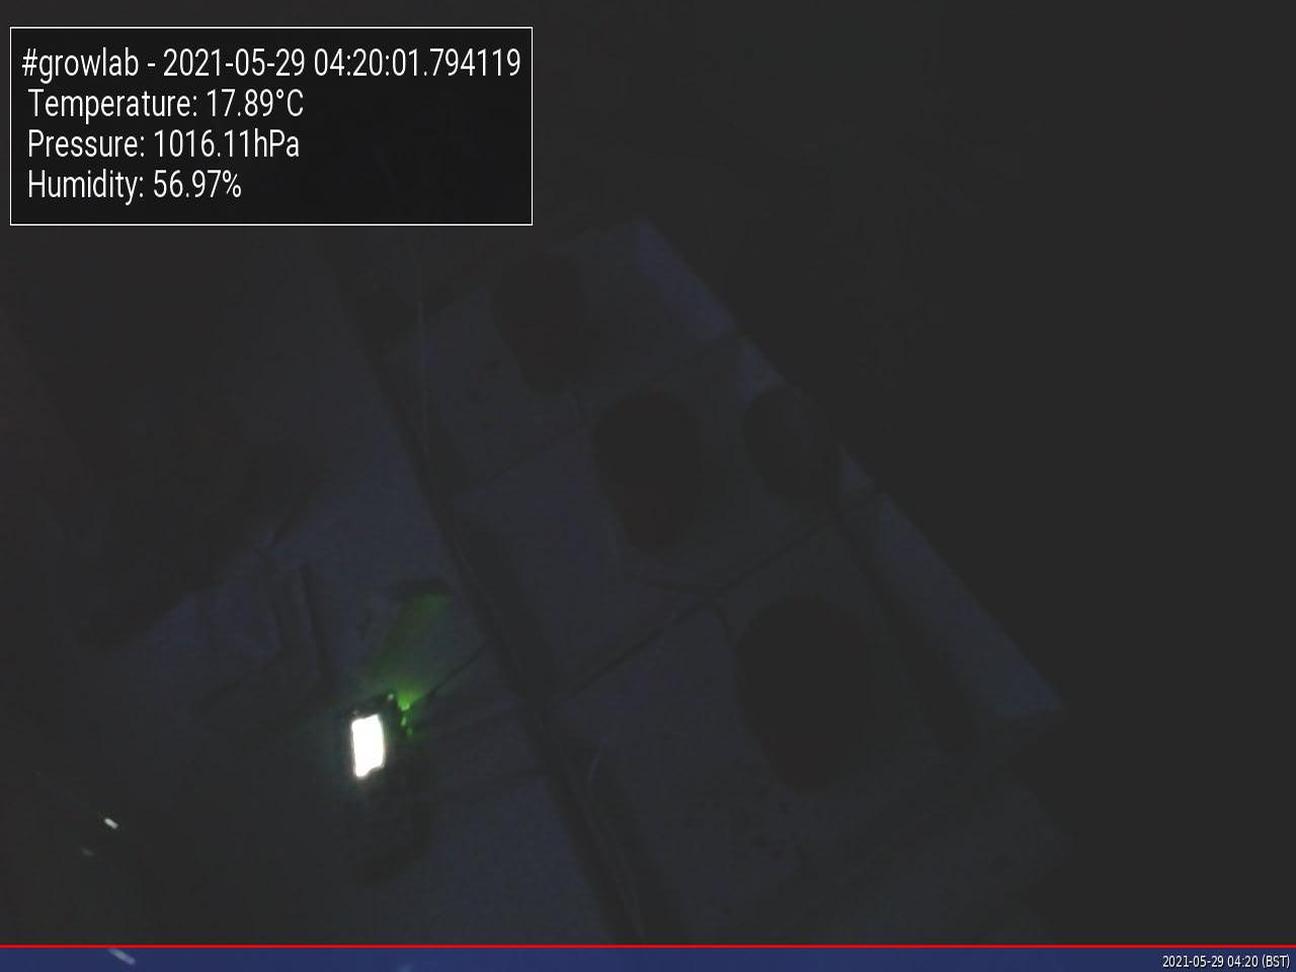 #growlab - 2021-05-29 04:20:01.794119
Temperature: 17.89°C
Pressure: 1016.11hPa
Humidity: 56.97%
2021-05-29 04:20 (BST)